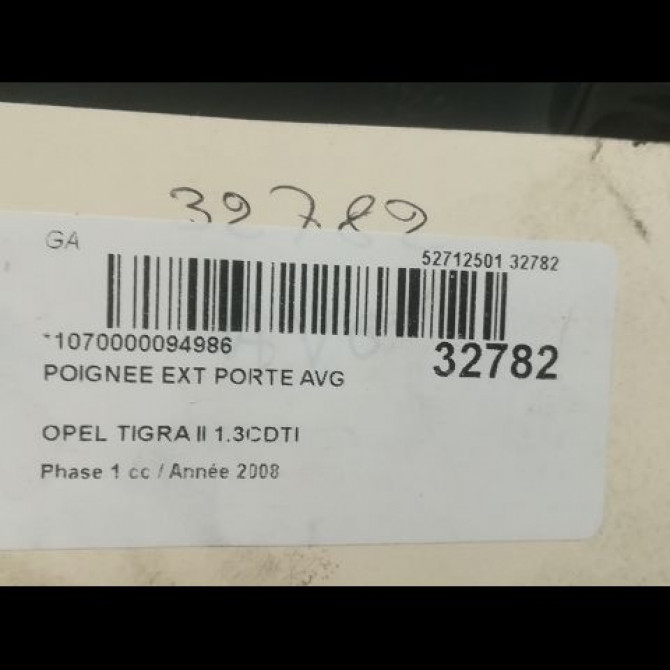 32782
GA
52712501 32782
*1070000094986
32782
POIGNEE EXT PORTE AVG
OPEL TIGRA II 1.3CDTI
Phase 1 cc / Année 2008